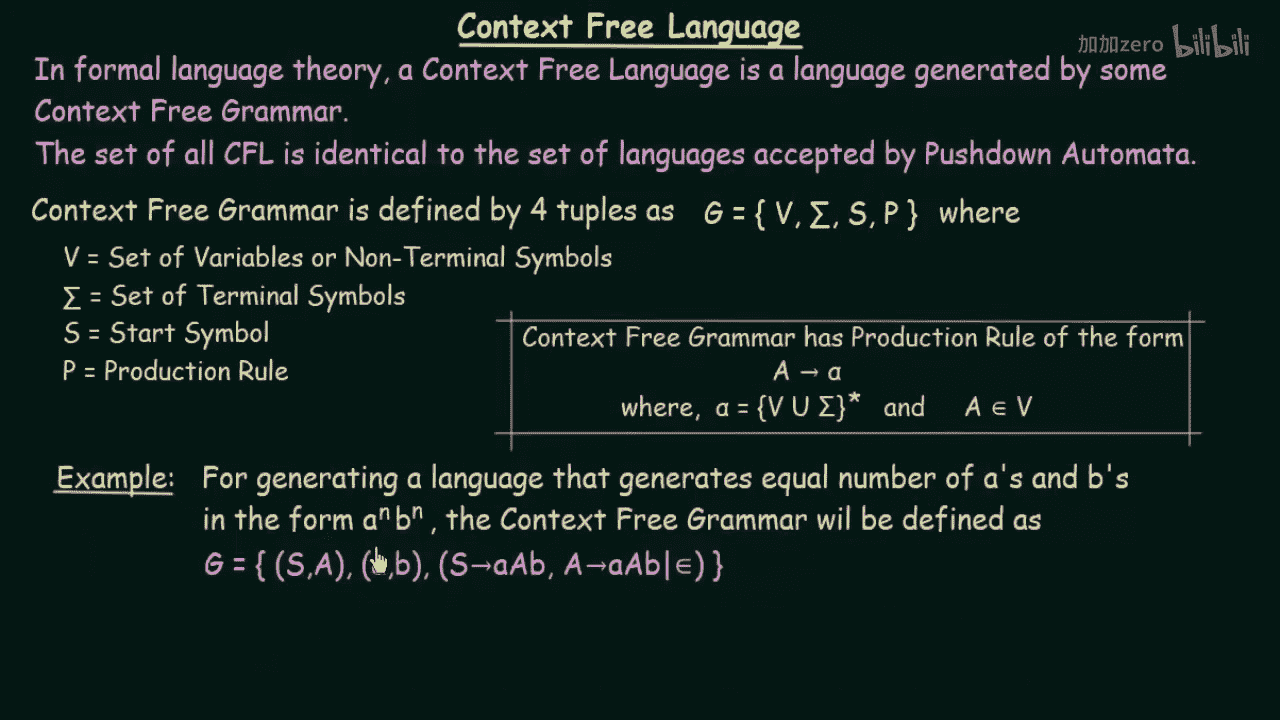 Context Free Language
加加zero bilibili
In formal language theory, a Context Free Language is a language generated by some
Context Free Grammar.
The set of all CFL is identical to the set of languages accepted by Pushdown Automata.
Context Free Grammar is defined by 4 tuples as G = { V, Σ, S, P } where
V = Set of Variables or Non-Terminal Symbols
Σ = Set of Terminal Symbols
S = Start Symbol
P = Production Rule
Context Free Grammar has Production Rule of the form
A → α
where, α = {V ∪ Σ}* and A ∈ V
Example: For generating a language that generates equal number of a's and b's
in the form aⁿbⁿ, the Context Free Grammar wil be defined as
G = { (S,A), (,b), (S→aAb, A→aAb|∈) }